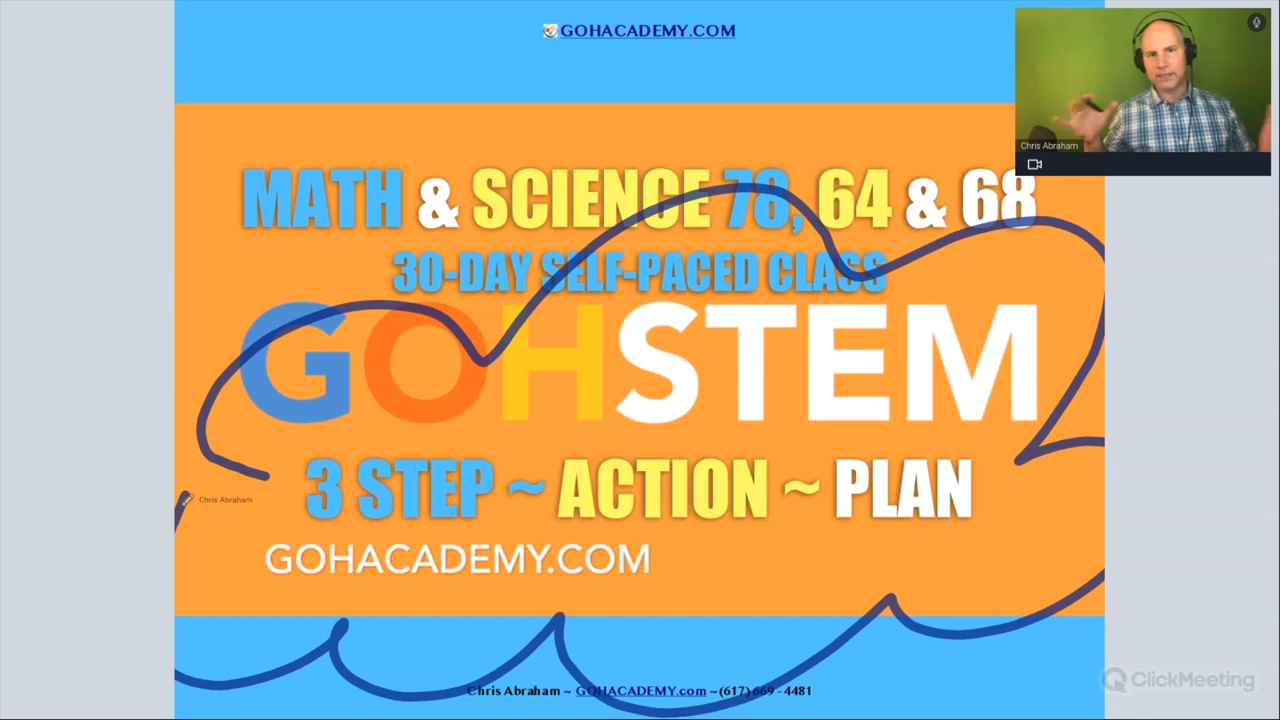 GOHACADEMY.COM
Chris Abraham
MATH & SCIENCE 78, 64 & 68
30-DAY SELF-PACED CLASS
GOHSTEM
3 STEP ~ ACTION ~ PLAN
Chris Abraham
GOHACADEMY.COM
ClickMeeting
Chris Abraham ~ GOHACADEMY.com ~(617) 669 - 4481